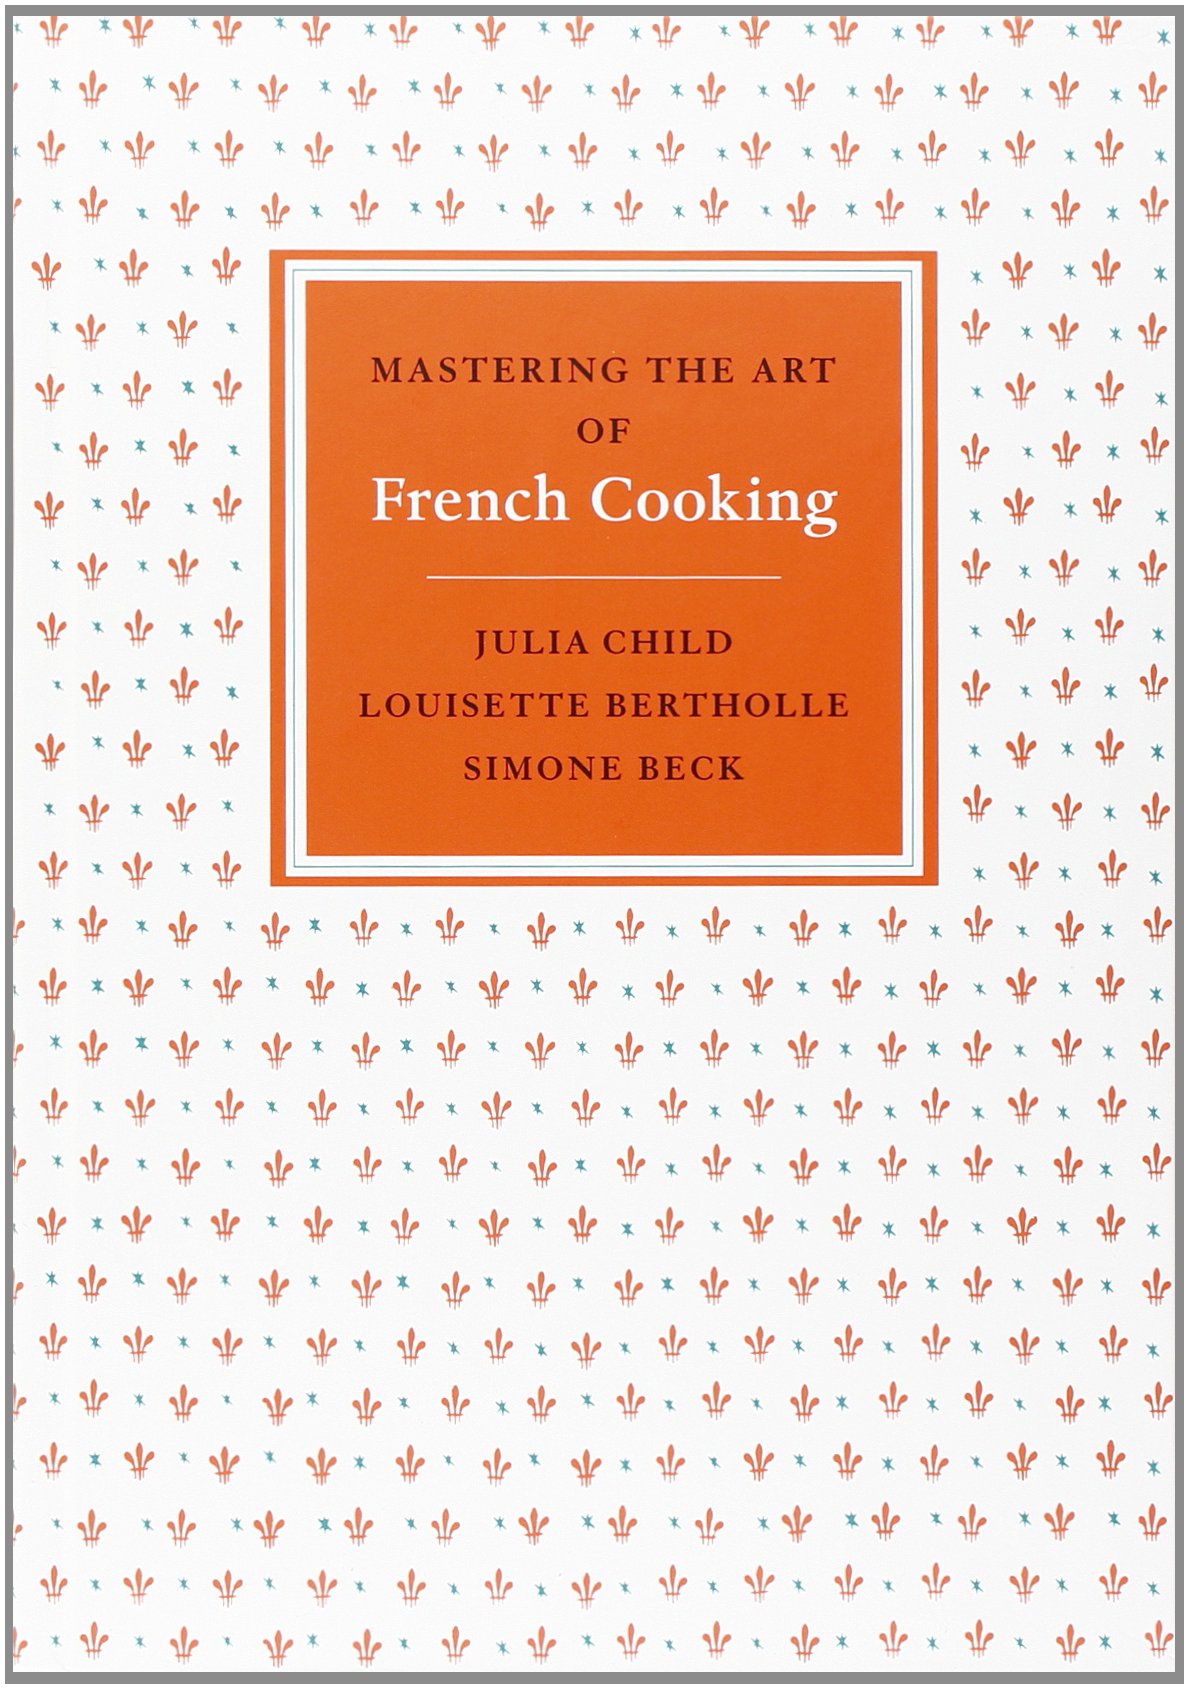 MASTERING THE ART
OF
French Cooking
JULIA CHILD
LOUISETTE BERTHOLLE
SIMONE BECK